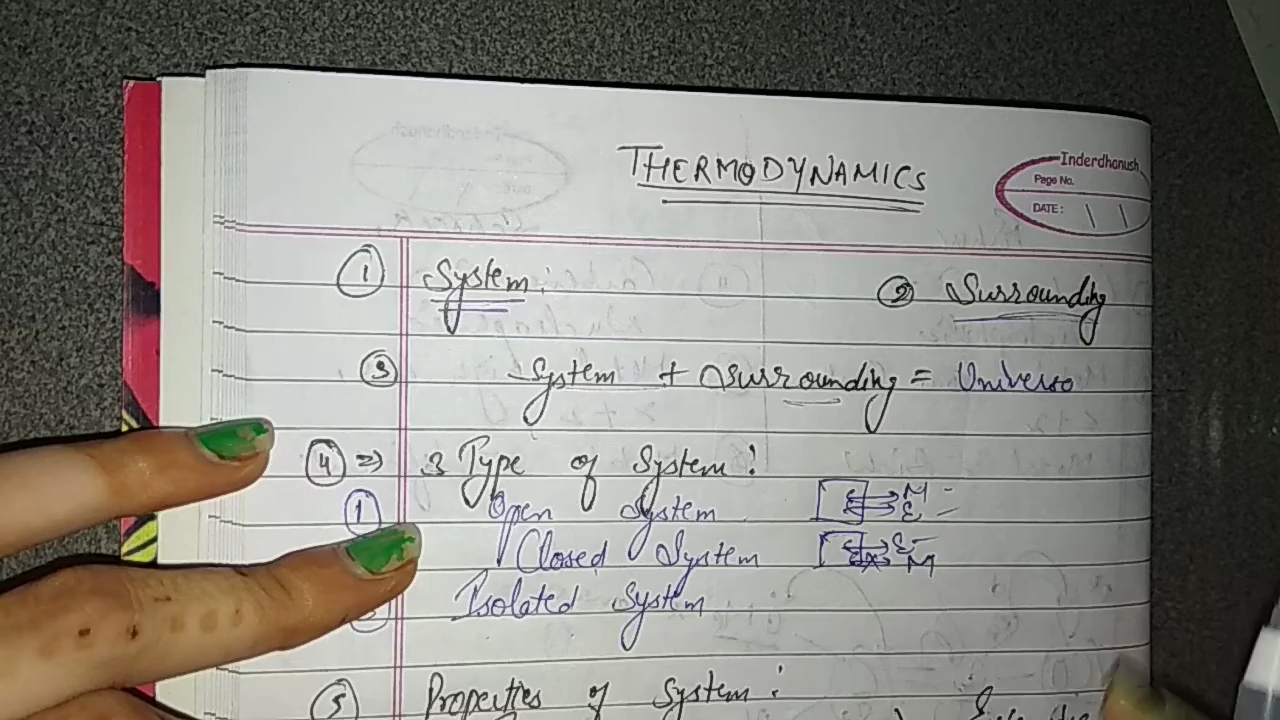 THERMODYNAMICS
Inderdhanush
Page No.
DATE:
① System : ② Surrounding
③ System + Surrounding = Universe
④ ⇒ 3 Type of System :
① Open System M
E
Closed System E
M
Isolated System
⑤ Properties of System :